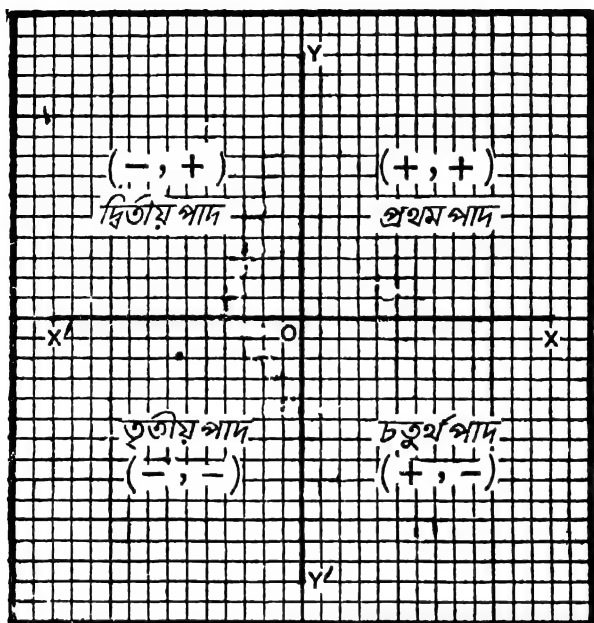 Y
(−, +) (+, +)
দ্বিতীয় পাদ প্রথম পাদ
X′ O X
তৃতীয় পাদ চতুর্থ পাদ
(−, −) (+, −)
Y′